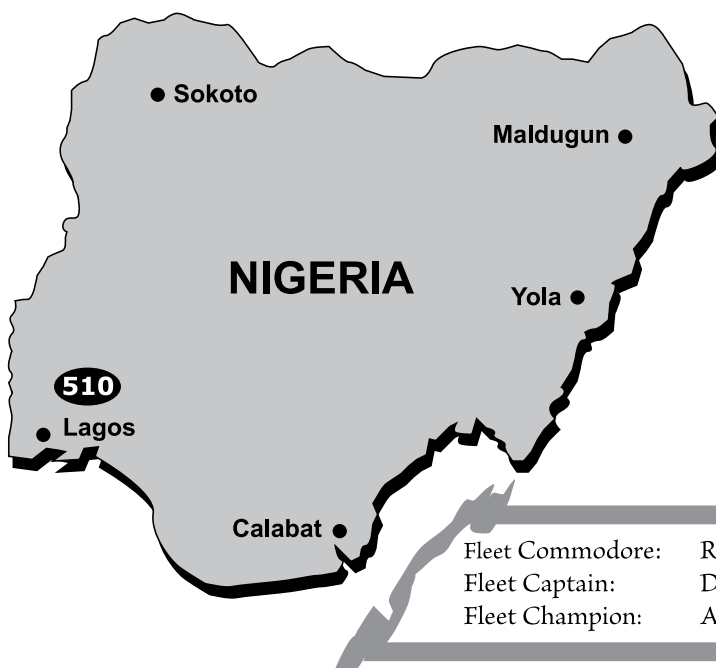 Sokoto
Maldugun
NIGERIA
Yola
510
Lagos
Calabat
Fleet Commodore: R
Fleet Captain: D
Fleet Champion: A